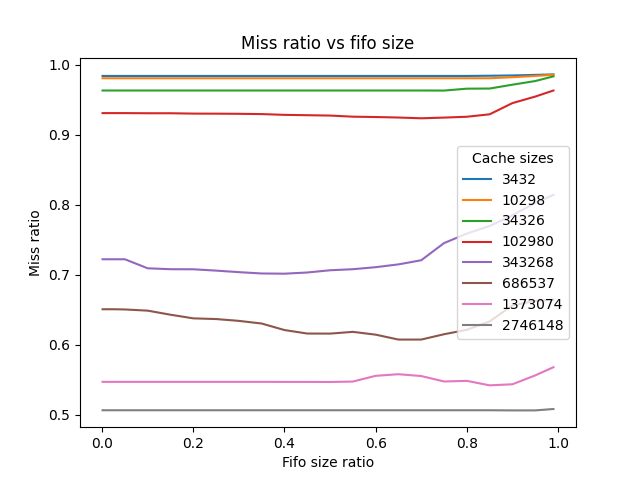 Miss ratio vs fifo size
1.0
0.9
0.8
0.7
0.6
0.5
Miss ratio
Cache sizes
3432
10298
34326
102980
343268
686537
1373074
2746148
0.0 0.2 0.4 0.6 0.8 1.0
Fifo size ratio